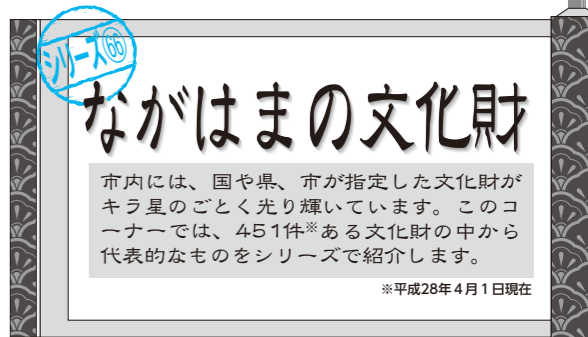 シリーズ66
ながはまの文化財
市内には、国や県、市が指定した文化財が
キラ星のごとく光り輝いています。このコ
ーナーでは、451件※ある文化財の中から
代表的なものをシリーズで紹介します。
※平成28年4月1日現在